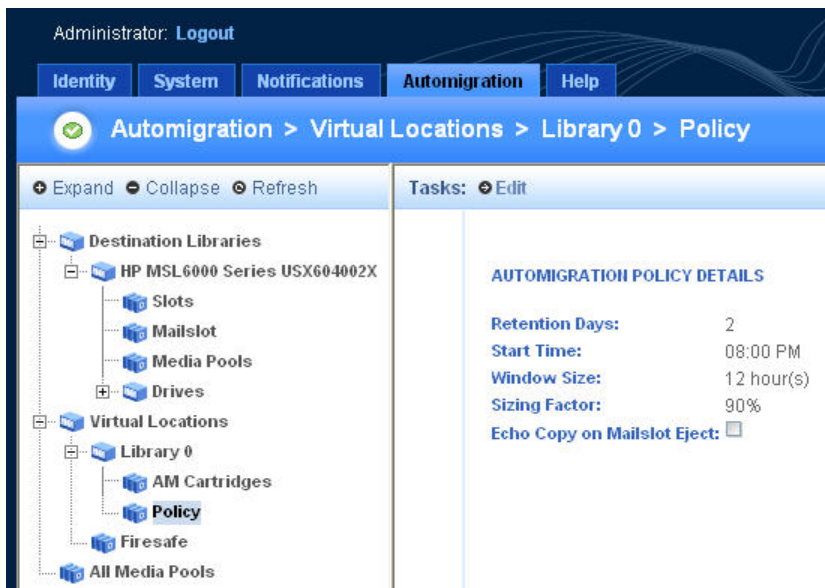 Administrator: Logout
Identity System Notifications Automigration Help
Automigration > Virtual Locations > Library 0 > Policy
Expand Collapse Refresh
Tasks: Edit
Destination Libraries
HP MSL6000 Series USX604002X
Slots
Mailslot
Media Pools
Drives
Virtual Locations
Library 0
AM Cartridges
Policy
Firesafe
All Media Pools
AUTOMIGRATION POLICY DETAILS
Retention Days: 2
Start Time: 08:00 PM
Window Size: 12 hour(s)
Sizing Factor: 90%
Echo Copy on Mailslot Eject: